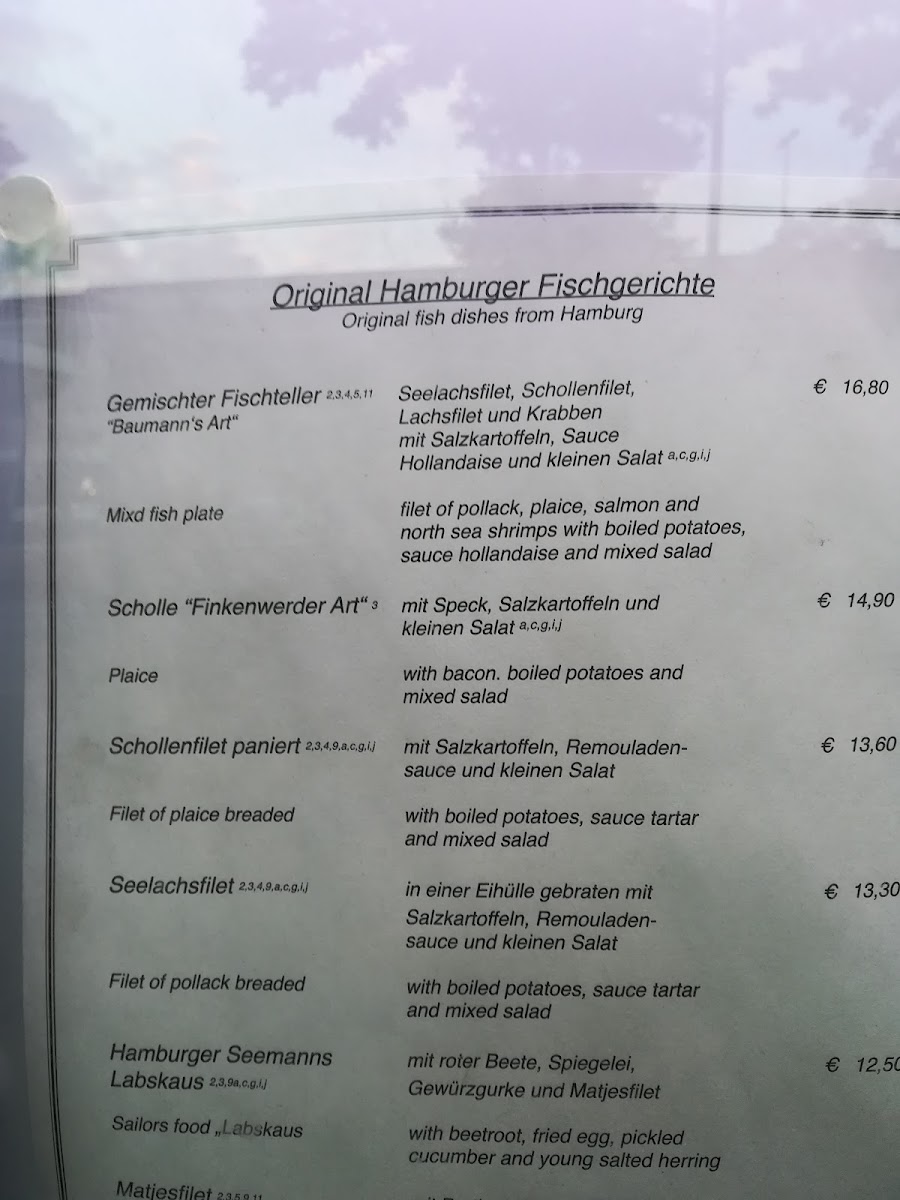 Original Hamburger Fischgerichte
Original fish dishes from Hamburg
Gemischter Fischteller 2,3,4,5,11
"Baumann's Art"
Seelachsfilet, Schollenfilet,
Lachsfilet und Krabben
mit Salzkartoffeln, Sauce
Hollandaise und kleinen Salat a,c,g,i,j
€ 16,80
Mixd fish plate
filet of pollack, plaice, salmon and
north sea shrimps with boiled potatoes,
sauce hollandaise and mixed salad
Scholle "Finkenwerder Art" 3
mit Speck, Salzkartoffeln und
kleinen Salat a,c,g,i,j
€ 14,90
Plaice
with bacon. boiled potatoes and
mixed salad
Schollenfilet paniert 2,3,4,9,a,c,g,i,j
mit Salzkartoffeln, Remouladen-
sauce und kleinen Salat
€ 13,60
Filet of plaice breaded
with boiled potatoes, sauce tartar
and mixed salad
Seelachsfilet 2,3,4,9,a,c,g,i,j
in einer Eihülle gebraten mit
Salzkartoffeln, Remouladen-
sauce und kleinen Salat
€ 13,30
Filet of pollack breaded
with boiled potatoes, sauce tartar
and mixed salad
Hamburger Seemanns
Labskaus 2,3,9a,c,g,i,j
mit roter Beete, Spiegelei,
Gewürzgurke und Matjesfilet
€ 12,50
Sailors food „Labskaus
with beetroot, fried egg, pickled
cucumber and young salted herring
Matjesfilet 2,3,5,9,11